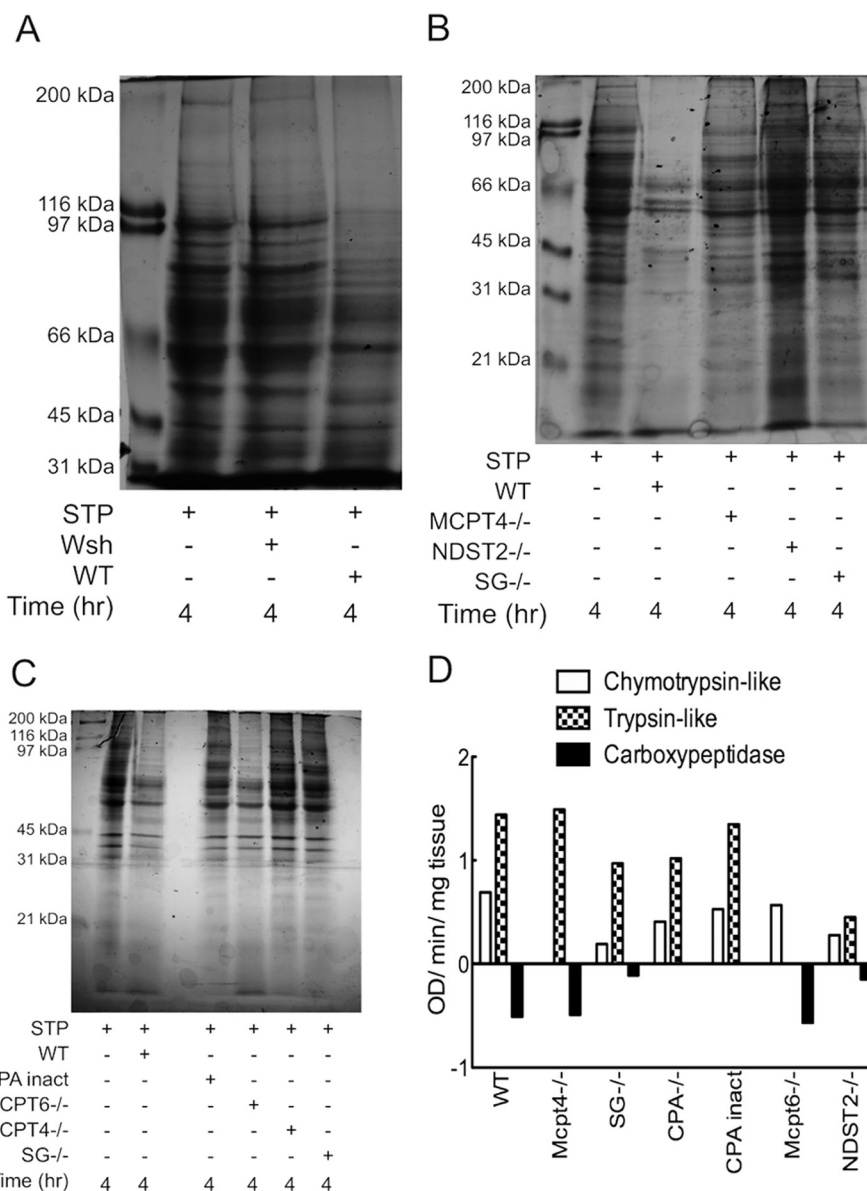 A
200 kDa
116 kDa
97 kDa
66 kDa
45 kDa
31 kDa
STP + + +
Wsh - + -
WT - - +
Time (hr) 4 4 4
B
200 kDa
116 kDa
97 kDa
66 kDa
45 kDa
31 kDa
21 kDa
STP + + + + +
WT - + - - -
MCPT4-/- - - + - -
NDST2-/- - - - + -
SG-/- - - - - +
Time (hr) 4 4 4 4 4
C
200 kDa
116 kDa
97 kDa
45 kDa
31 kDa
21 kDa
STP + + + + + +
WT - + - - - -
PA inact - - + - - -
CPT6-/- - - - + - -
CPT4-/- - - - - + -
SG-/- - - - - - +
Time (hr) 4 4 4 4 4 4
D
Chymotrypsin-like
Trypsin-like
Carboxypeptidase
OD/ min/ mg tissue
2
1
0
-1
WT
Mcpt4-/-
SG-/-
CPA-/-
CPA inact
Mcpt6-/-
NDST2-/-